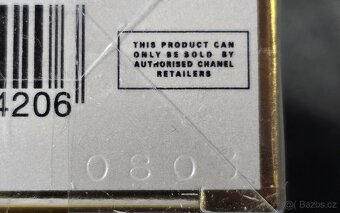 THIS PRODUCT CAN
ONLY BE SOLD BY
AUTHORISED CHANEL
RETAILERS
4206
0803
Bazos.cz